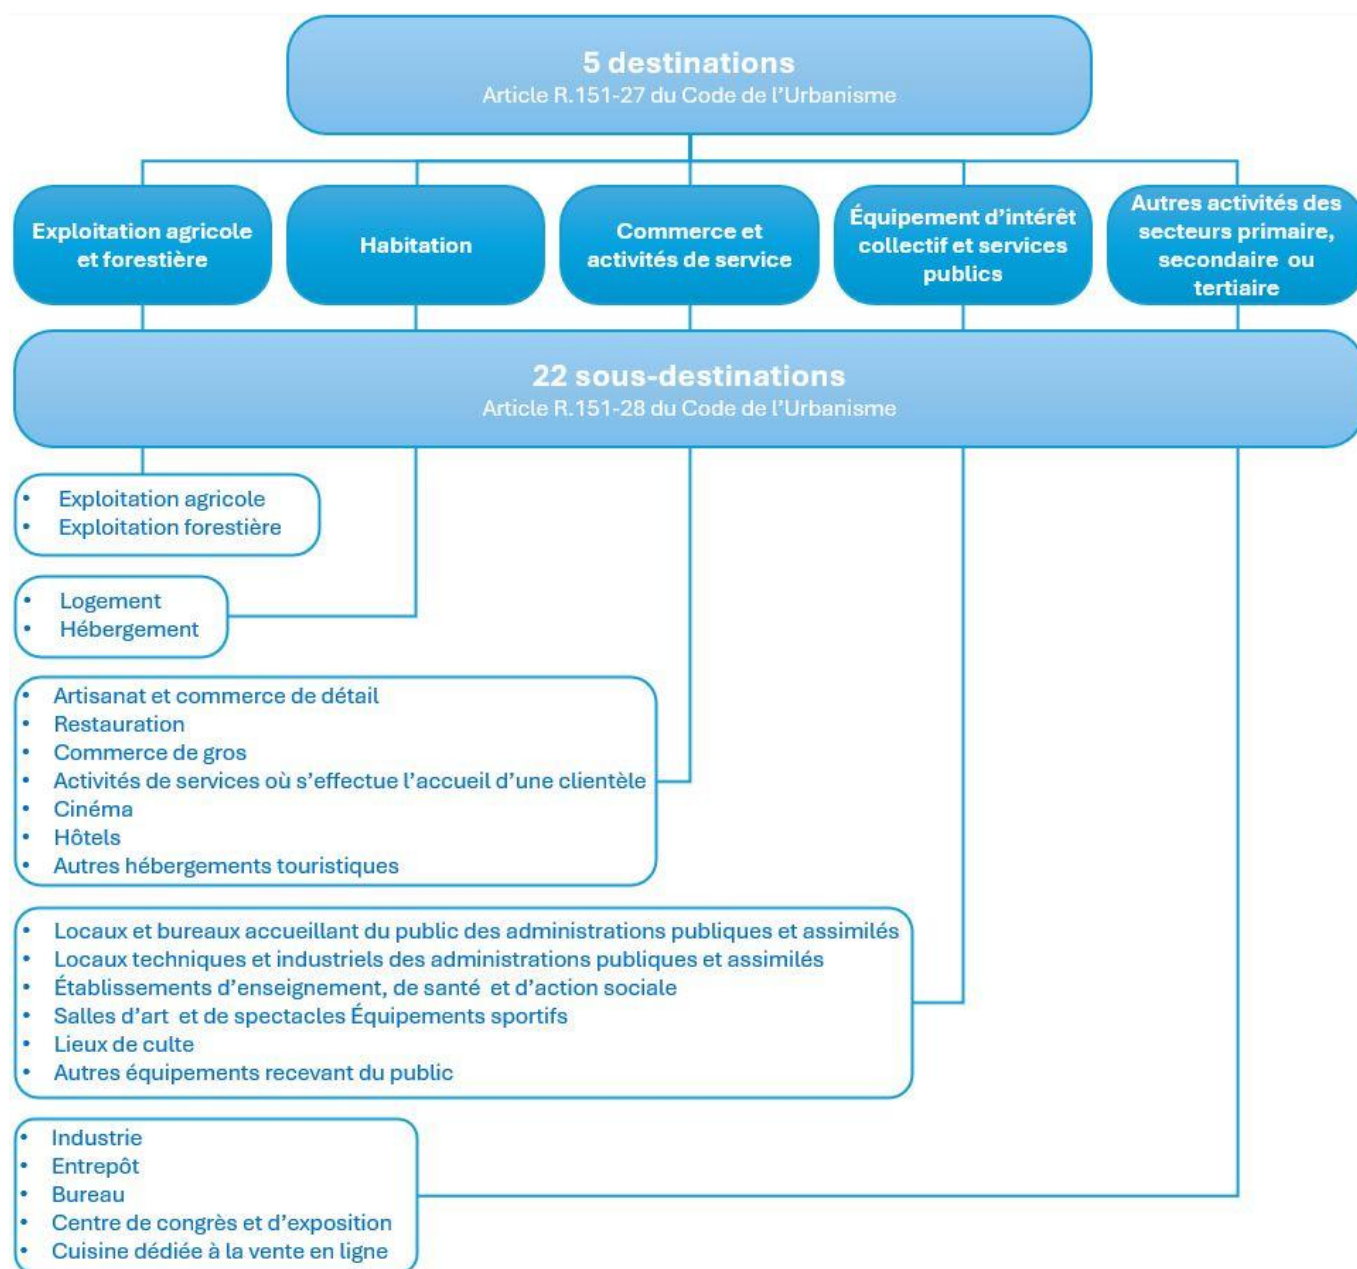 5 destinations
Article R.151-27 du Code de l’Urbanisme
Exploitation agricole
et forestière
Habitation
Commerce et
activités de service
Équipement d’intérêt
collectif et services
publics
Autres activités des
secteurs primaire,
secondaire ou
tertiaire
22 sous-destinations
Article R.151-28 du Code de l’Urbanisme
• Exploitation agricole
• Exploitation forestière
• Logement
• Hébergement
• Artisanat et commerce de détail
• Restauration
• Commerce de gros
• Activités de services où s’effectue l’accueil d’une clientèle
• Cinéma
• Hôtels
• Autres hébergements touristiques
• Locaux et bureaux accueillant du public des administrations publiques et assimilés
• Locaux techniques et industriels des administrations publiques et assimilés
• Établissements d’enseignement, de santé et d’action sociale
• Salles d’art et de spectacles Équipements sportifs
• Lieux de culte
• Autres équipements recevant du public
• Industrie
• Entrepôt
• Bureau
• Centre de congrès et d’exposition
• Cuisine dédiée à la vente en ligne